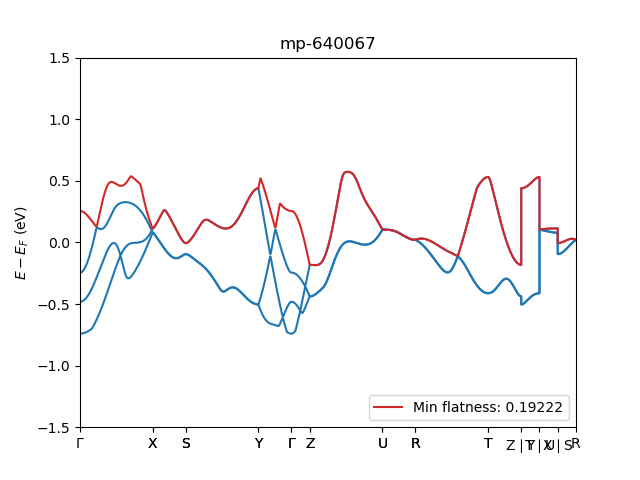 mp-640067
E − E_F (eV)
1.5
1.0
0.5
0.0
−0.5
−1.0
−1.5
Min flatness: 0.19222
Γ X S Y Γ Z U R T Z | T Y | X U | S R